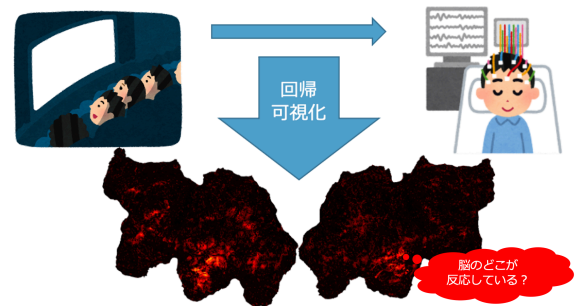 回帰
可視化
脳のどこが
反応している？